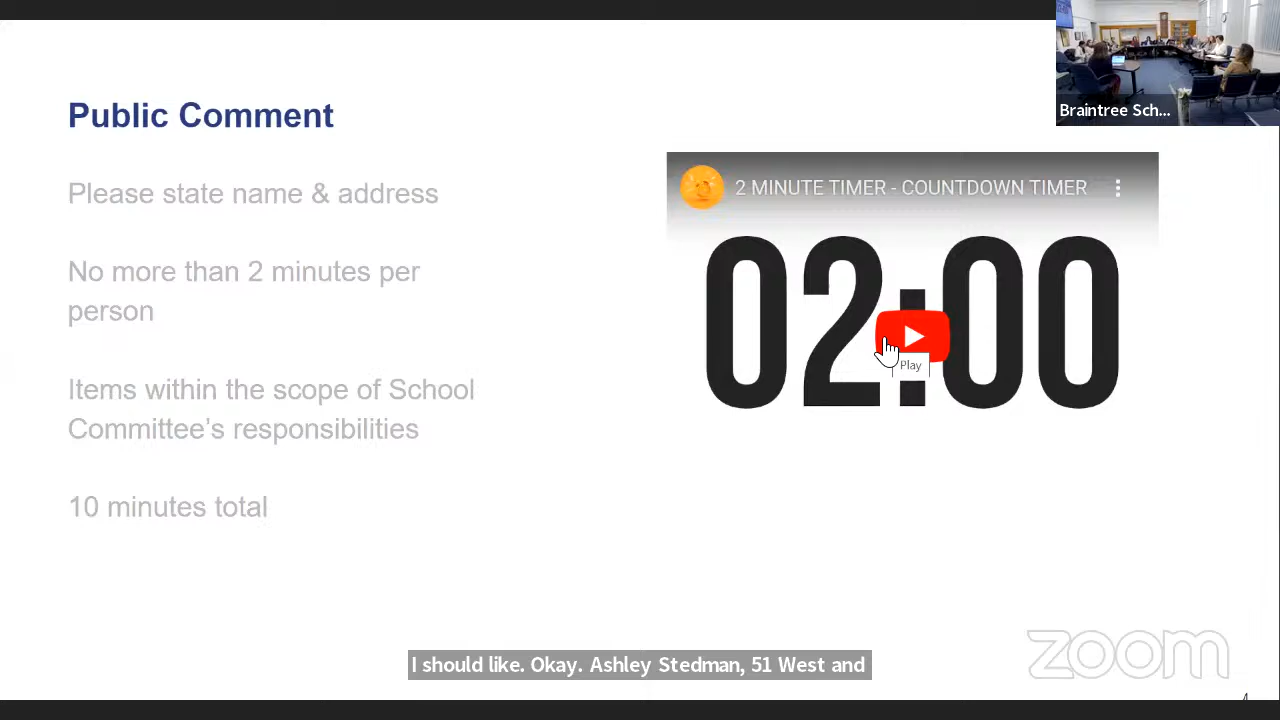 Braintree Sch...
Public Comment
2 MINUTE TIMER - COUNTDOWN TIMER
Please state name & address
02:00
Play
No more than 2 minutes per
person
Items within the scope of School
Committee's responsibilities
10 minutes total
I should like. Okay. Ashley Stedman, 51 West and
zoom
4